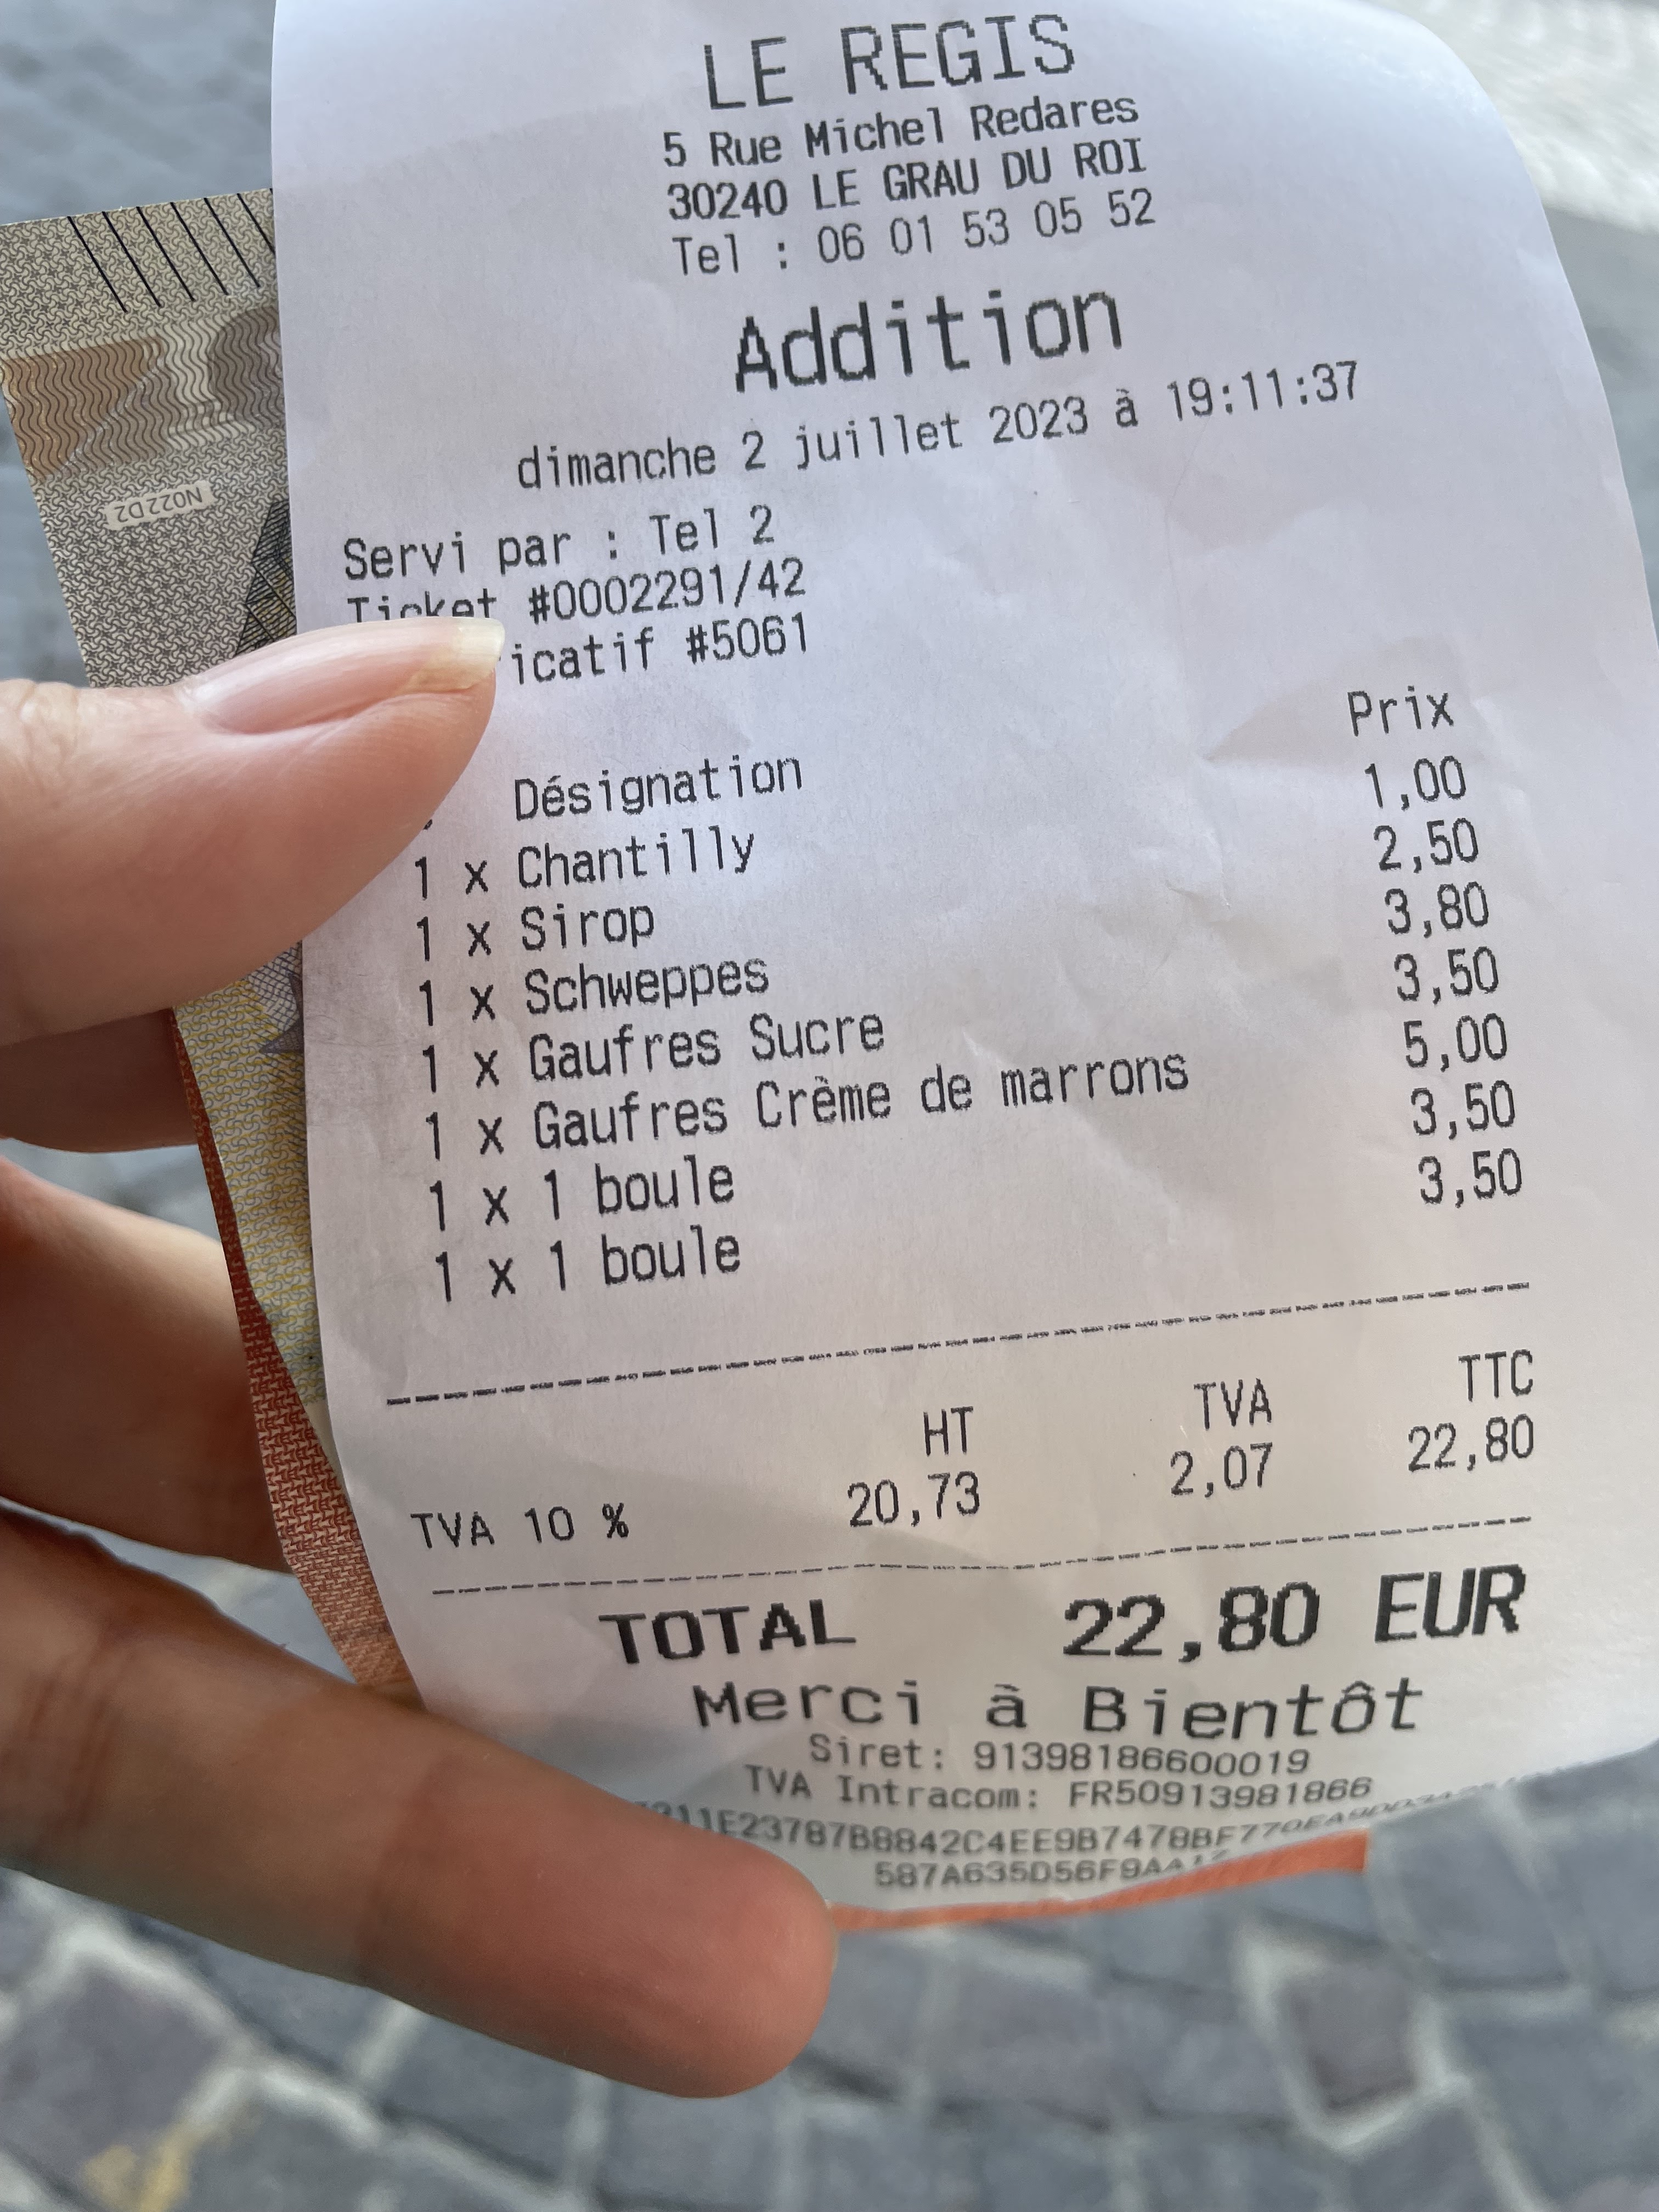 LE REGIS
5 Rue Michel Redares
30240 LE GRAU DU ROI
Tel : 06 01 53 05 52
Addition
dimanche 2 juillet 2023 à 19:11:37
Servi par : Tel 2
Ticket #0002291/42
icatif #5061
Désignation Prix
1 x Chantilly 1,00
1 x Sirop 2,50
1 x Schweppes 3,80
1 x Gaufres Sucre 3,50
1 x Gaufres Crème de marrons 5,00
1 x 1 boule 3,50
1 x 1 boule 3,50
HT TVA TTC
TVA 10 % 20,73 2,07 22,80
TOTAL 22,80 EUR
Merci à Bientôt
Siret: 91398186600019
TVA Intracom: FR50913981866
N022D2